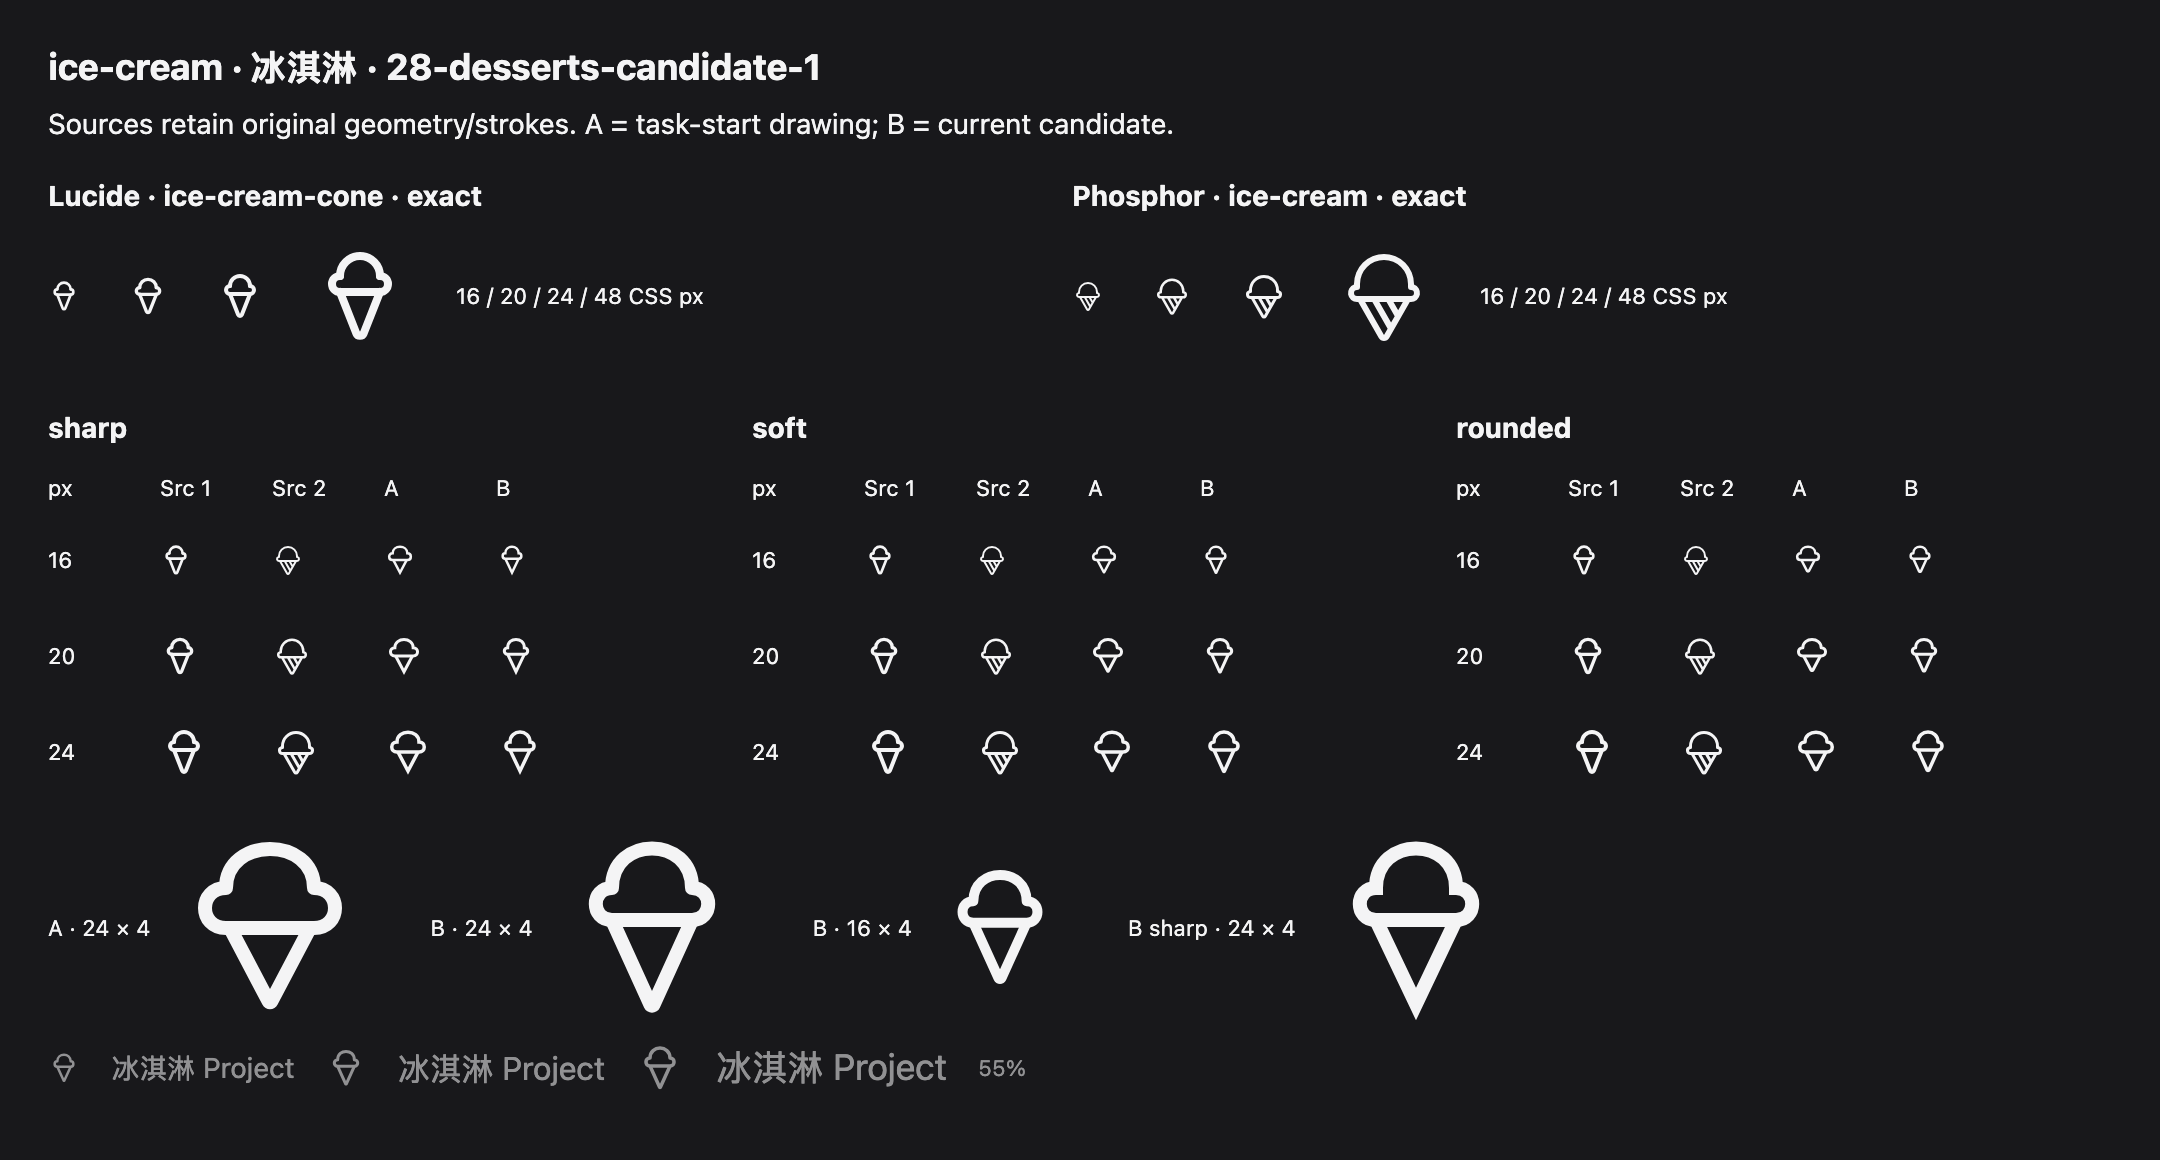 ice-cream · 冰淇淋 · 28-desserts-candidate-1
Sources retain original geometry/strokes. A = task-start drawing; B = current candidate.
Lucide · ice-cream-cone · exact
16 / 20 / 24 / 48 CSS px
Phosphor · ice-cream · exact
16 / 20 / 24 / 48 CSS px
sharp
px Src 1 Src 2 A B
16
20
24
soft
px Src 1 Src 2 A B
16
20
24
rounded
px Src 1 Src 2 A B
16
20
24
A · 24 × 4
B · 24 × 4
B · 16 × 4
B sharp · 24 × 4
冰淇淋 Project 冰淇淋 Project 冰淇淋 Project 55%